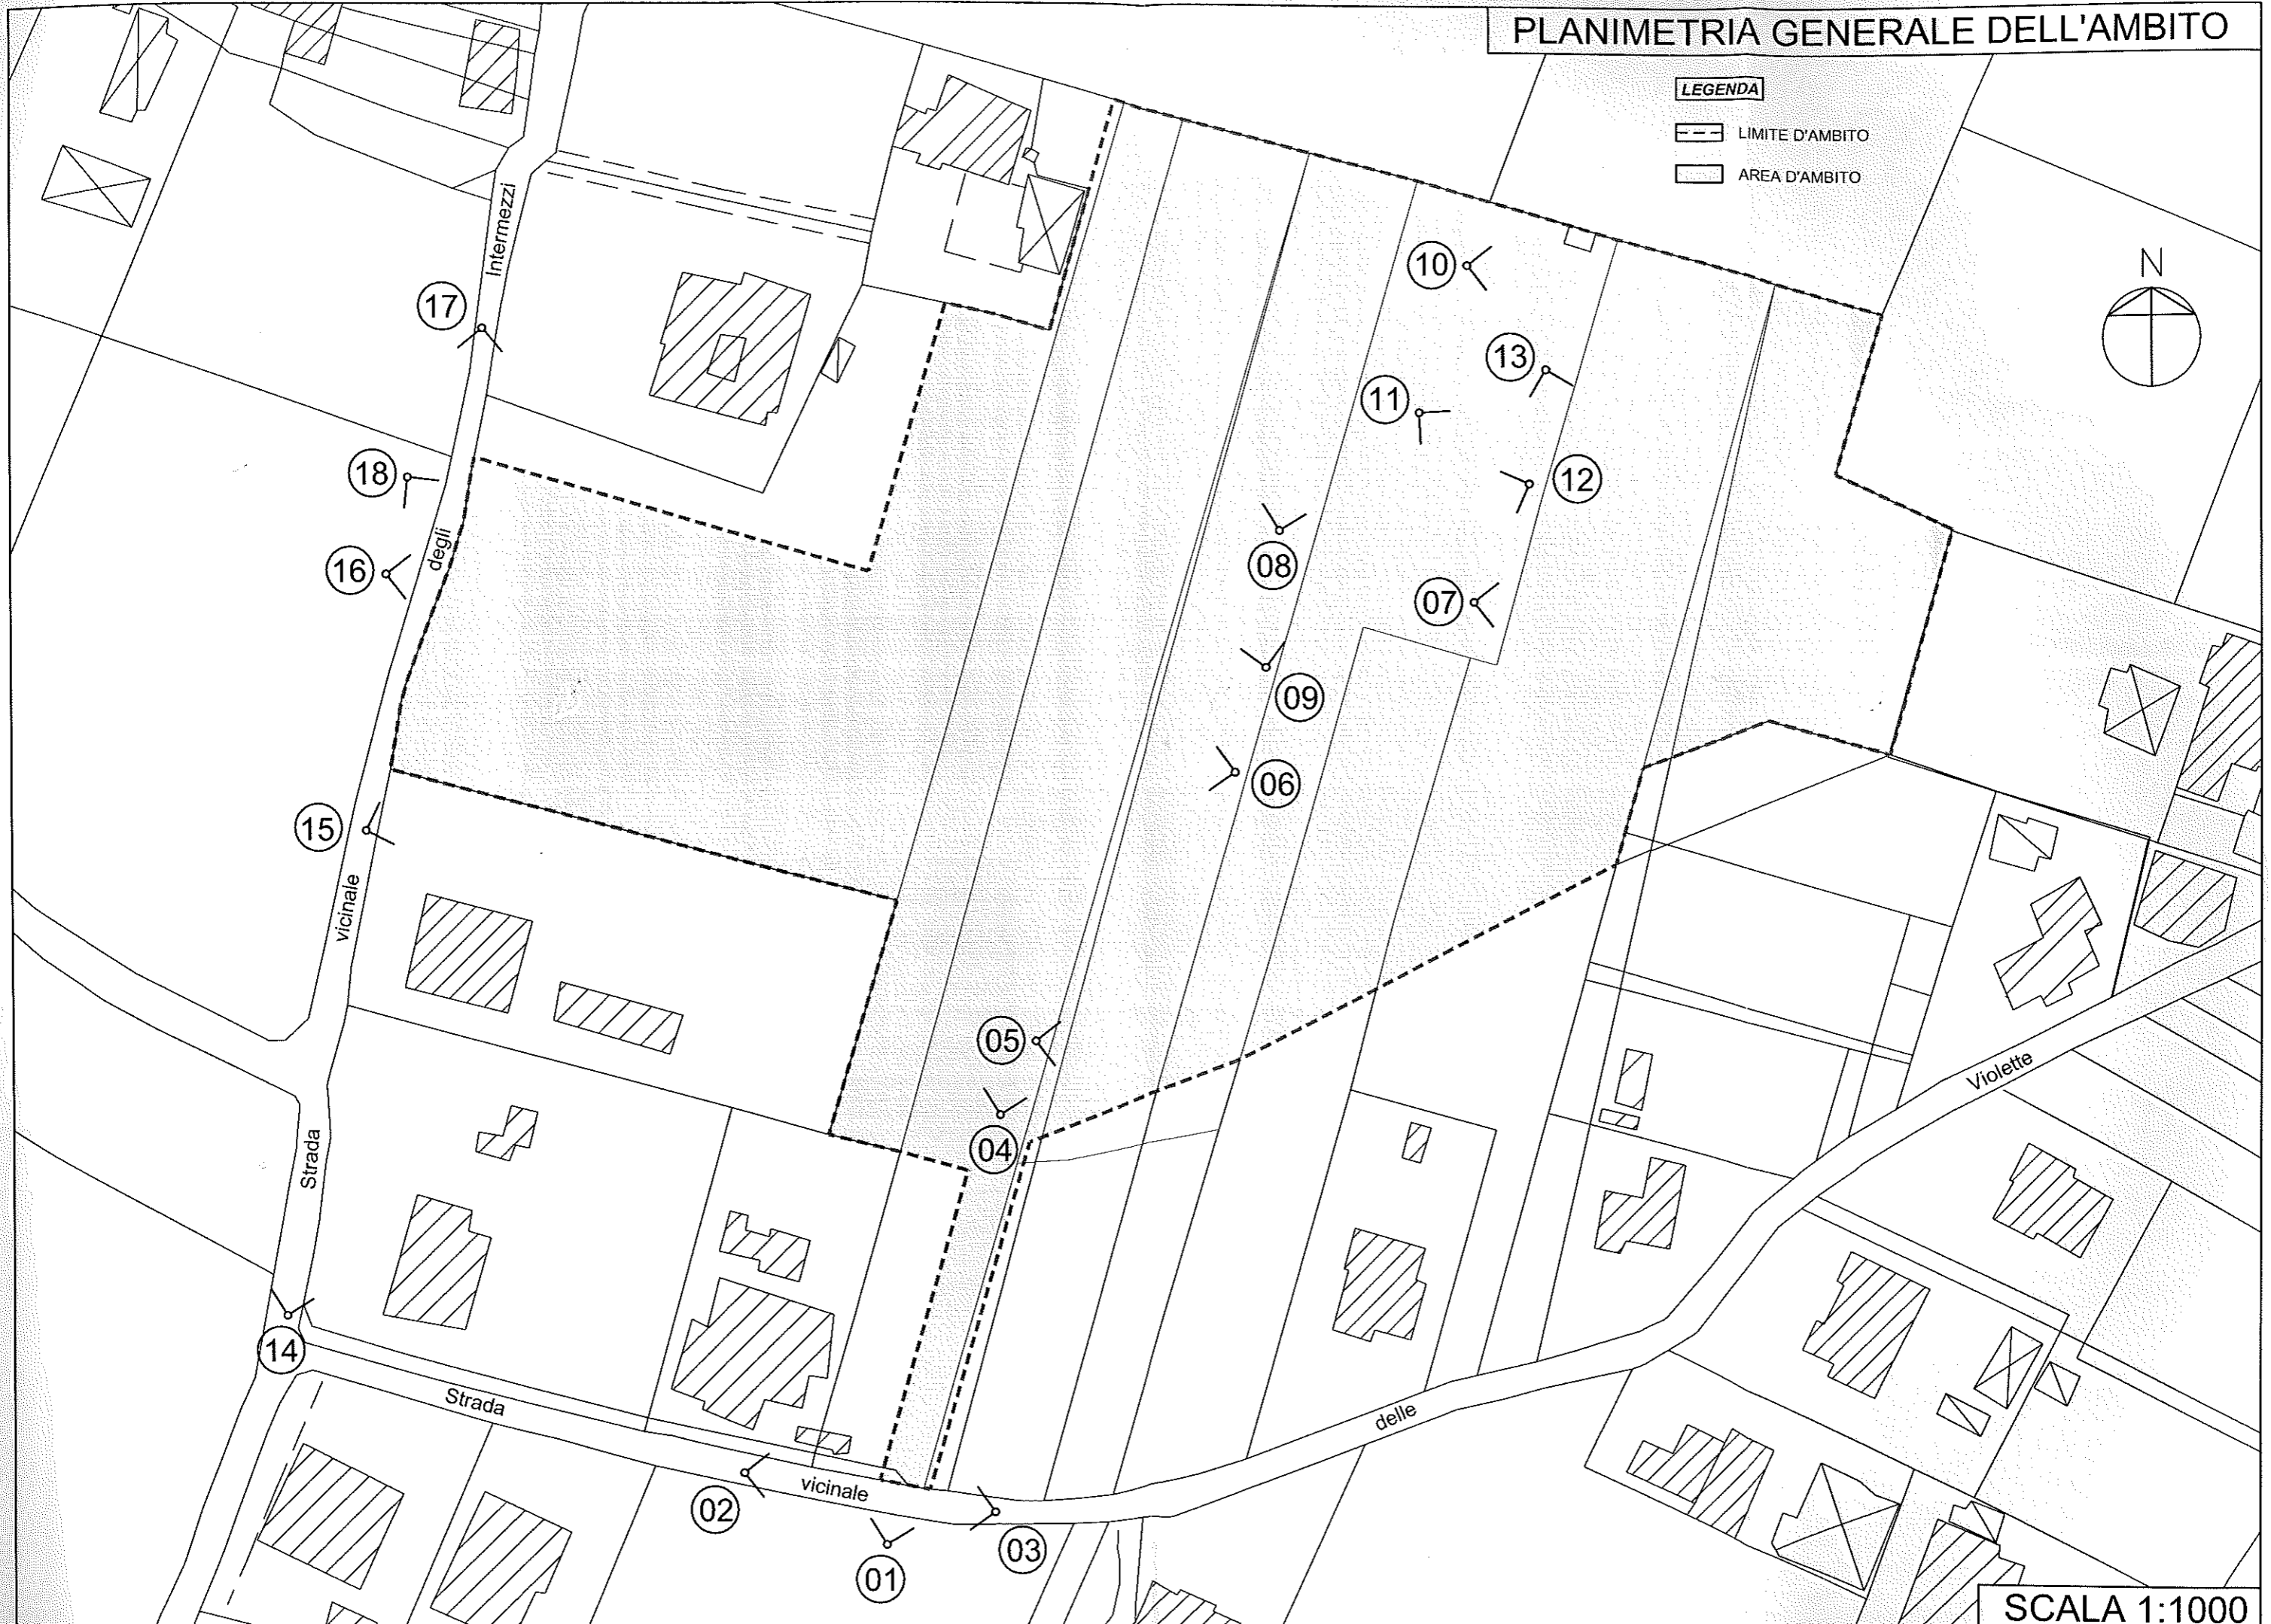 PLANIMETRIA GENERALE DELL'AMBITO
LEGENDA
LIMITE D'AMBITO
AREA D'AMBITO
N
Intermezzi
10
17
13
11
18
12
degli
08
16
07
09
06
15
vicinale
05
Violette
04
Strada
14
Strada
delle
vicinale
02
03
01
SCALA 1:1000